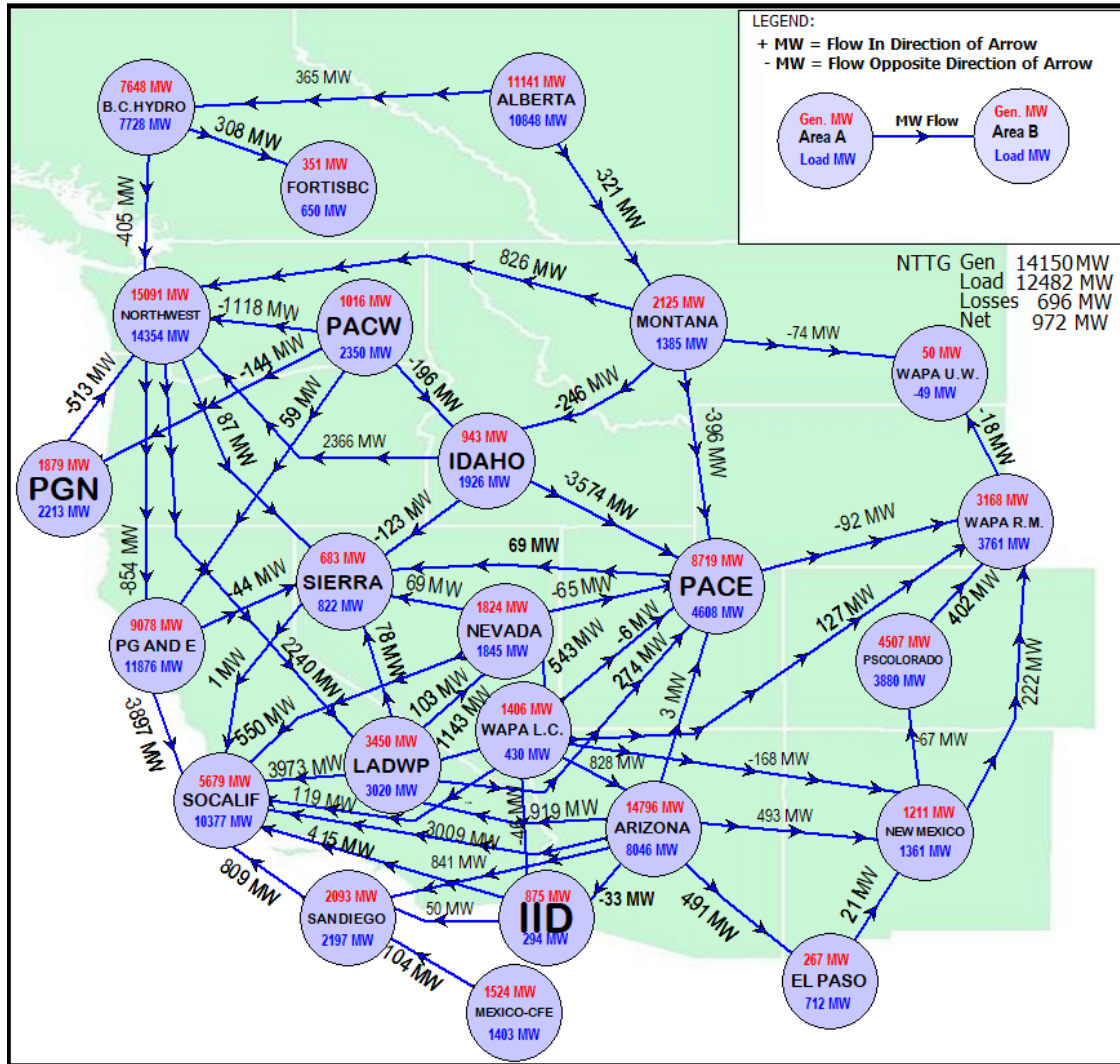 LEGEND:
+ MW = Flow In Direction of Arrow
- MW = Flow Opposite Direction of Arrow
Gen. MW
Area A
Load MW
MW Flow
Gen. MW
Area B
Load MW
NTTG Gen 14150 MW
Load 12482 MW
Losses 696 MW
Net 972 MW
7648 MW
B.C.HYDRO
7728 MW
365 MW
11141 MW
ALBERTA
10848 MW
308 MW
351 MW
FORTISBC
650 MW
-405 MW
-321 MW
826 MW
15091 MW
NORTHWEST
14354 MW
-1118 MW
1016 MW
PACW
2350 MW
2125 MW
MONTANA
1385 MW
-74 MW
50 MW
WAPA U.W.
-49 MW
-144 MW
-513 MW
87 MW
59 MW
-196 MW
-246 MW
-396 MW
-18 MW
2366 MW
943 MW
IDAHO
1926 MW
1879 MW
PGN
2213 MW
-3574 MW
-854 MW
-123 MW
3168 MW
WAPA R.M.
3761 MW
-92 MW
683 MW
SIERRA
822 MW
69 MW
8719 MW
PACE
4608 MW
-44 MW
69 MW
-65 MW
127 MW
402 MW
9078 MW
PG AND E
11876 MW
1824 MW
NEVADA
1845 MW
543 MW
-6 MW
274 MW
4507 MW
PSCOLORADO
3880 MW
1 MW
2240 MW
78 MW
103 MW
3 MW
222 MW
-3897 MW
-550 MW
1143 MW
1406 MW
WAPA L.C.
430 MW
-67 MW
3450 MW
LADWP
3020 MW
828 MW
-168 MW
5679 MW
SOCALIF
10377 MW
3973 MW
119 MW
919 MW
14796 MW
ARIZONA
8046 MW
493 MW
1211 MW
NEW MEXICO
1361 MW
3009 MW
415 MW
841 MW
809 MW
2093 MW
SANDIEGO
2197 MW
50 MW
875 MW
IID
294 MW
-33 MW
491 MW
21 MW
104 MW
267 MW
EL PASO
712 MW
1524 MW
MEXICO-CFE
1403 MW